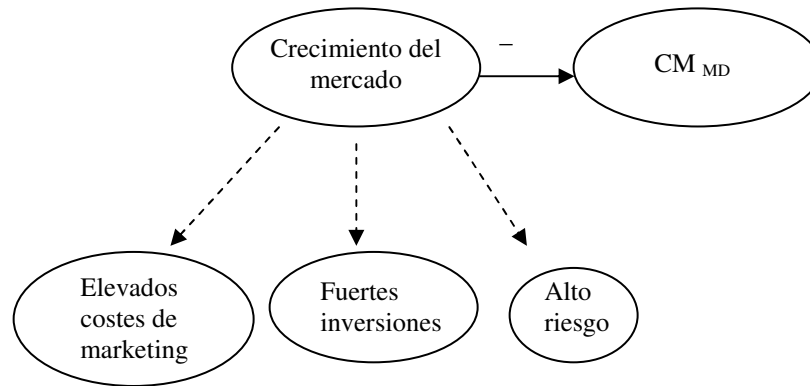 Crecimiento del
mercado
–
CM MD
Elevados
costes de
marketing
Fuertes
inversiones
Alto
riesgo